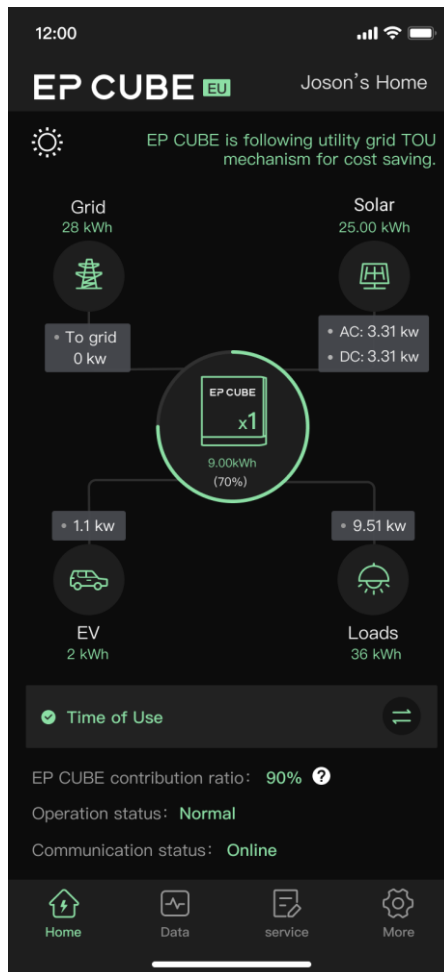 12:00
EP CUBE EU
Joson's Home
EP CUBE is following utility grid TOU
mechanism for cost saving.
Grid
28 kWh
Solar
25.00 kWh
• To grid
0 kw
• AC: 3.31 kw
• DC: 3.31 kw
EP CUBE
x1
9.00kWh
(70%)
• 1.1 kw
• 9.51 kw
EV
2 kWh
Loads
36 kWh
Time of Use
EP CUBE contribution ratio: 90% ?
Operation status: Normal
Communication status: Online
Home
Data
service
More